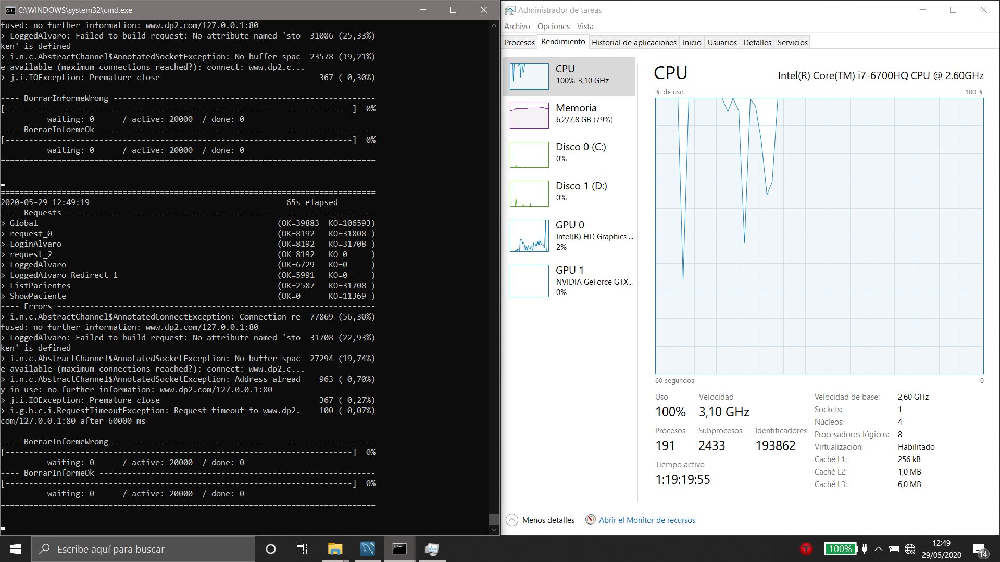 C:\WINDOWS\system32\cmd.exe
fused: no further information: www.dp2.com/127.0.0.1:80
> LoggedAlvaro: Failed to build request: No attribute named 'sto  31086 (25,33%)
ken' is defined
> i.n.c.AbstractChannel$AnnotatedSocketException: No buffer spac  23578 (19,21%)
e available (maximum connections reached?): connect: www.dp2.c...
> j.i.IOException: Premature close                                  367 ( 0,30%)
---- BorrarInformeWrong --------------------------------------------------------
[--------------------------------------------------------------------------]  0%
          waiting: 0      / active: 20000  / done: 0
---- BorrarInformeOk -----------------------------------------------------------
[--------------------------------------------------------------------------]  0%
          waiting: 0      / active: 20000  / done: 0
================================================================================
================================================================================
2020-05-29 12:49:19                                          65s elapsed
---- Requests ------------------------------------------------------------------
> Global                                                   (OK=39883  KO=106593)
> request_0                                                (OK=8192   KO=31808 )
> LoginAlvaro                                              (OK=8192   KO=31708 )
> request_2                                                (OK=8192   KO=0     )
> LoggedAlvaro                                             (OK=6729   KO=0     )
> LoggedAlvaro Redirect 1                                  (OK=5991   KO=0     )
> ListPacientes                                            (OK=2587   KO=31708 )
> ShowPaciente                                             (OK=0      KO=11369 )
---- Errors --------------------------------------------------------------------
> i.n.c.AbstractChannel$AnnotatedConnectException: Connection re  77869 (56,30%)
fused: no further information: www.dp2.com/127.0.0.1:80
> LoggedAlvaro: Failed to build request: No attribute named 'sto  31708 (22,93%)
ken' is defined
> i.n.c.AbstractChannel$AnnotatedSocketException: No buffer spac  27294 (19,74%)
e available (maximum connections reached?): connect: www.dp2.c...
> i.n.c.AbstractChannel$AnnotatedSocketException: Address alread    963 ( 0,70%)
y in use: no further information: www.dp2.com/127.0.0.1:80
> j.i.IOException: Premature close                                  367 ( 0,27%)
> i.g.h.c.i.RequestTimeoutException: Request timeout to www.dp2.    100 ( 0,07%)
com/127.0.0.1:80 after 60000 ms
---- BorrarInformeWrong --------------------------------------------------------
[--------------------------------------------------------------------------]  0%
          waiting: 0      / active: 20000  / done: 0
---- BorrarInformeOk -----------------------------------------------------------
[--------------------------------------------------------------------------]  0%
          waiting: 0      / active: 20000  / done: 0
================================================================================
Administrador de tareas
Archivo Opciones Vista
Procesos Rendimiento Historial de aplicaciones Inicio Usuarios Detalles Servicios
CPU
100% 3,10 GHz
Memoria
6,2/7,8 GB (79%)
Disco 0 (C:)
0%
Disco 1 (D:)
0%
GPU 0
Intel(R) HD Graphics ...
2%
GPU 1
NVIDIA GeForce GTX...
0%
CPU Intel(R) Core(TM) i7-6700HQ CPU @ 2.60GHz
% de uso 100 %
60 segundos 0
Uso Velocidad
100% 3,10 GHz
Procesos Subprocesos Identificadores
191 2433 193862
Tiempo activo
1:19:19:55
Velocidad de base: 2,60 GHz
Sockets: 1
Núcleos: 4
Procesadores lógicos: 8
Virtualización: Habilitado
Caché L1: 256 kB
Caché L2: 1,0 MB
Caché L3: 6,0 MB
Menos detalles Abrir el Monitor de recursos
Escribe aquí para buscar
100%
12:49
29/05/2020
14